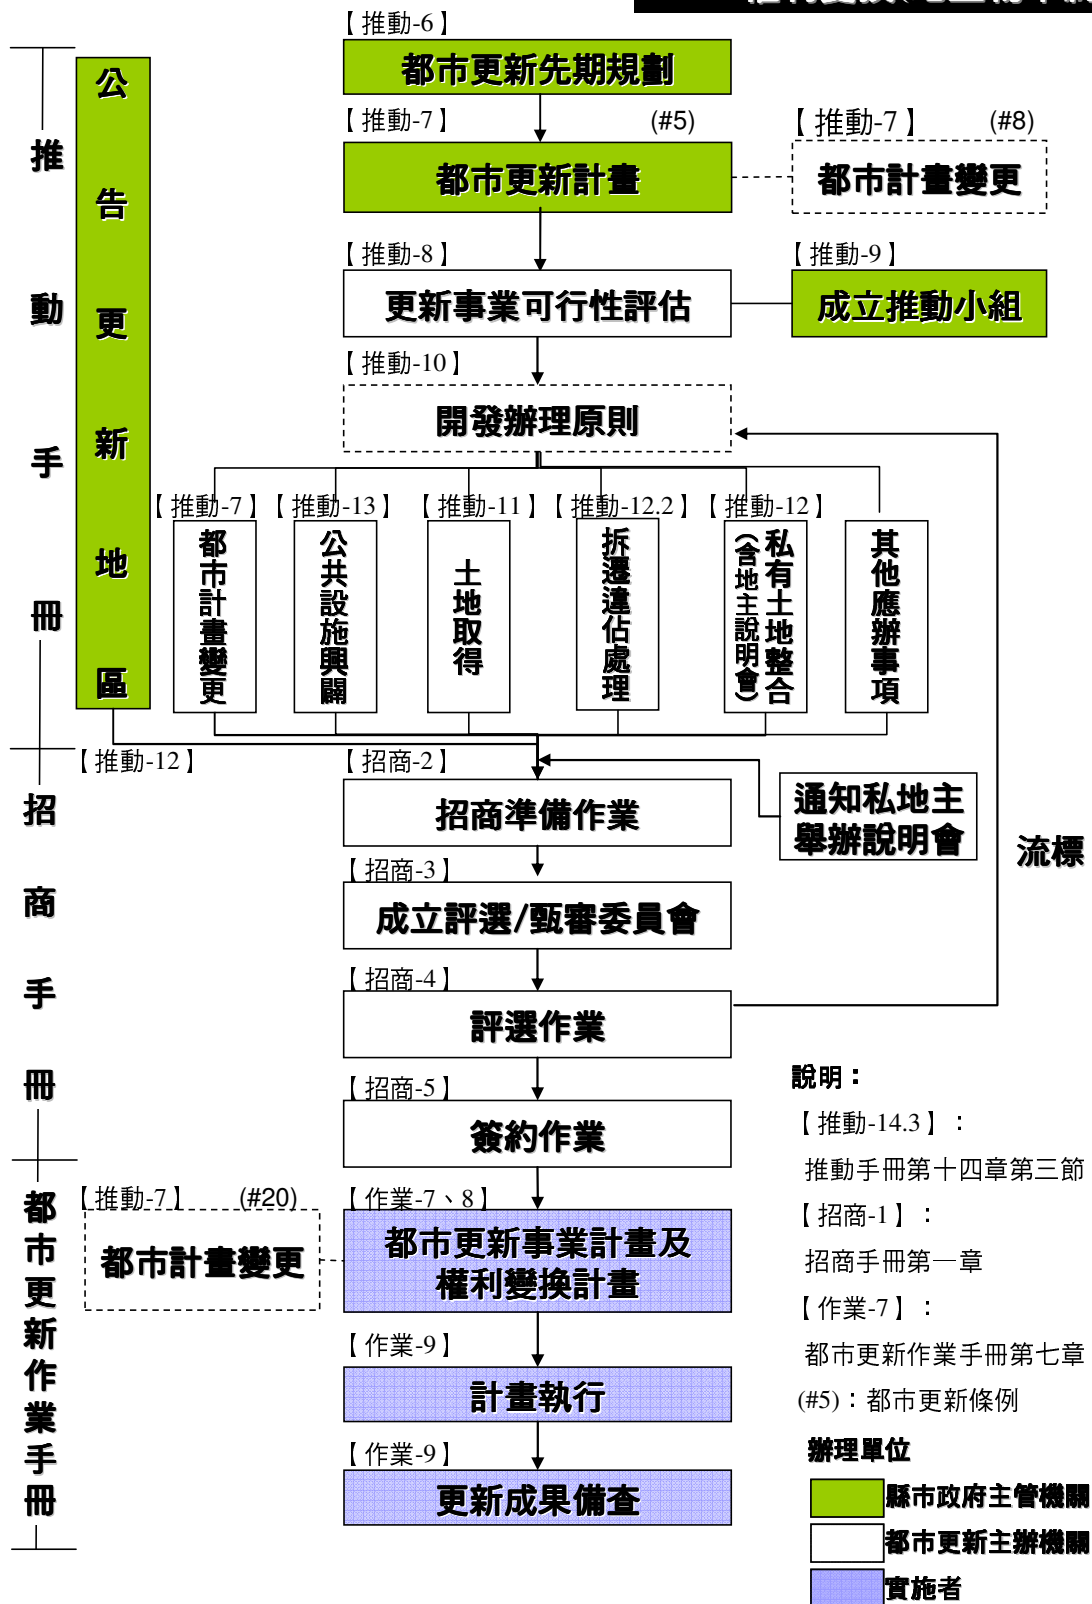 【推動-6】
都市更新先期規劃
【推動-7】
(#5)
都市更新計畫
【推動-7】
(#8)
都市計畫變更
【推動-8】
更新事業可行性評估
【推動-9】
成立推動小組
【推動-10】
開發辦理原則
推動手冊
公告更新地區
【推動-7】
都市計畫變更
【推動-13】
公共設施興闢
【推動-11】
土地取得
【推動-12.2】
拆遷違佔處理
【推動-12】
私有土地整合
(含地主說明會)
其他應辦事項
【推動-12】
【招商-2】
招商準備作業
通知私地主
舉辦說明會
流標
招商手冊
【招商-3】
成立評選/甄審委員會
【招商-4】
評選作業
【招商-5】
簽約作業
都市更新作業手冊
【推動-7】
(#20)
都市計畫變更
【作業-7、8】
都市更新事業計畫及
權利變換計畫
【作業-9】
計畫執行
【作業-9】
更新成果備查
說明：
【推動-14.3】：
推動手冊第十四章第三節
【招商-1】：
招商手冊第一章
【作業-7】：
都市更新作業手冊第七章
(#5)：都市更新條例
辦理單位
縣市政府主管機關
都市更新主辦機關
實施者